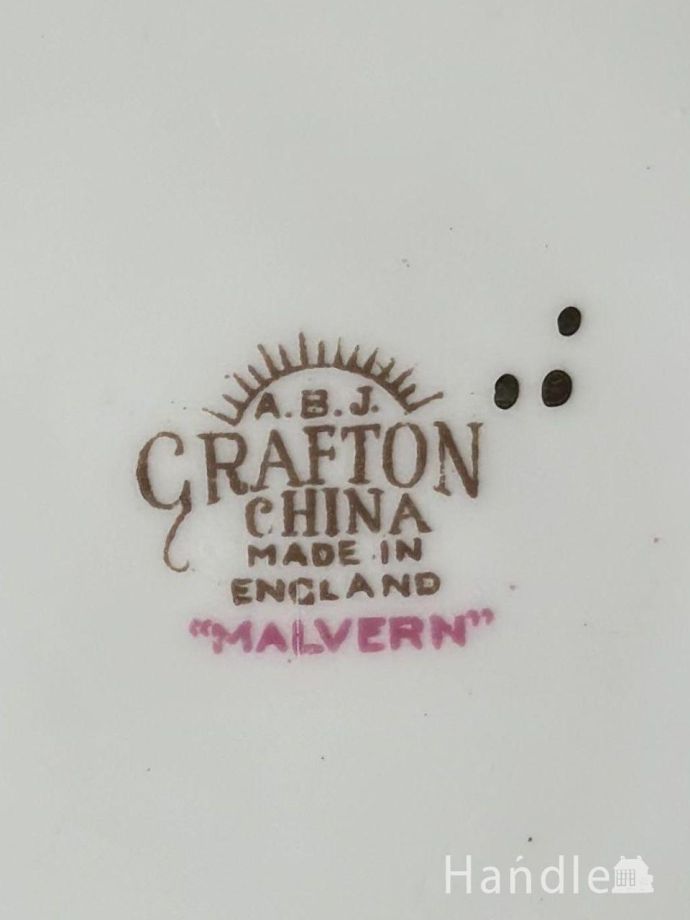 A.B.J.
GRAFTON
CHINA
MADE IN
ENGLAND
"MALVERN"
Handle